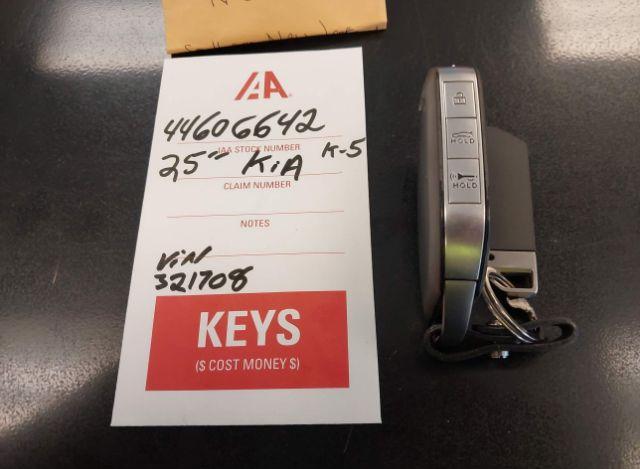 IAA
44606642
IAA STOCK NUMBER
25" KiA K-5
CLAIM NUMBER
NOTES
ViN
321708
KEYS
($ COST MONEY $)
HOLD
HOLD